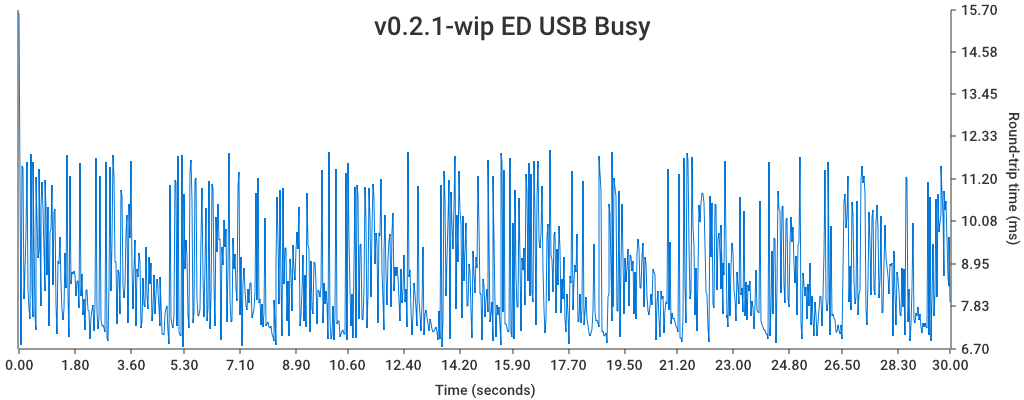 v0.2.1-wip ED USB Busy
15.70
14.58
13.45
12.33
11.20
10.08
8.95
7.83
6.70
Round-trip time (ms)
0.00 1.80 3.60 5.30 7.10 8.90 10.60 12.40 14.20 15.90 17.70 19.50 21.20 23.00 24.80 26.50 28.30 30.00
Time (seconds)